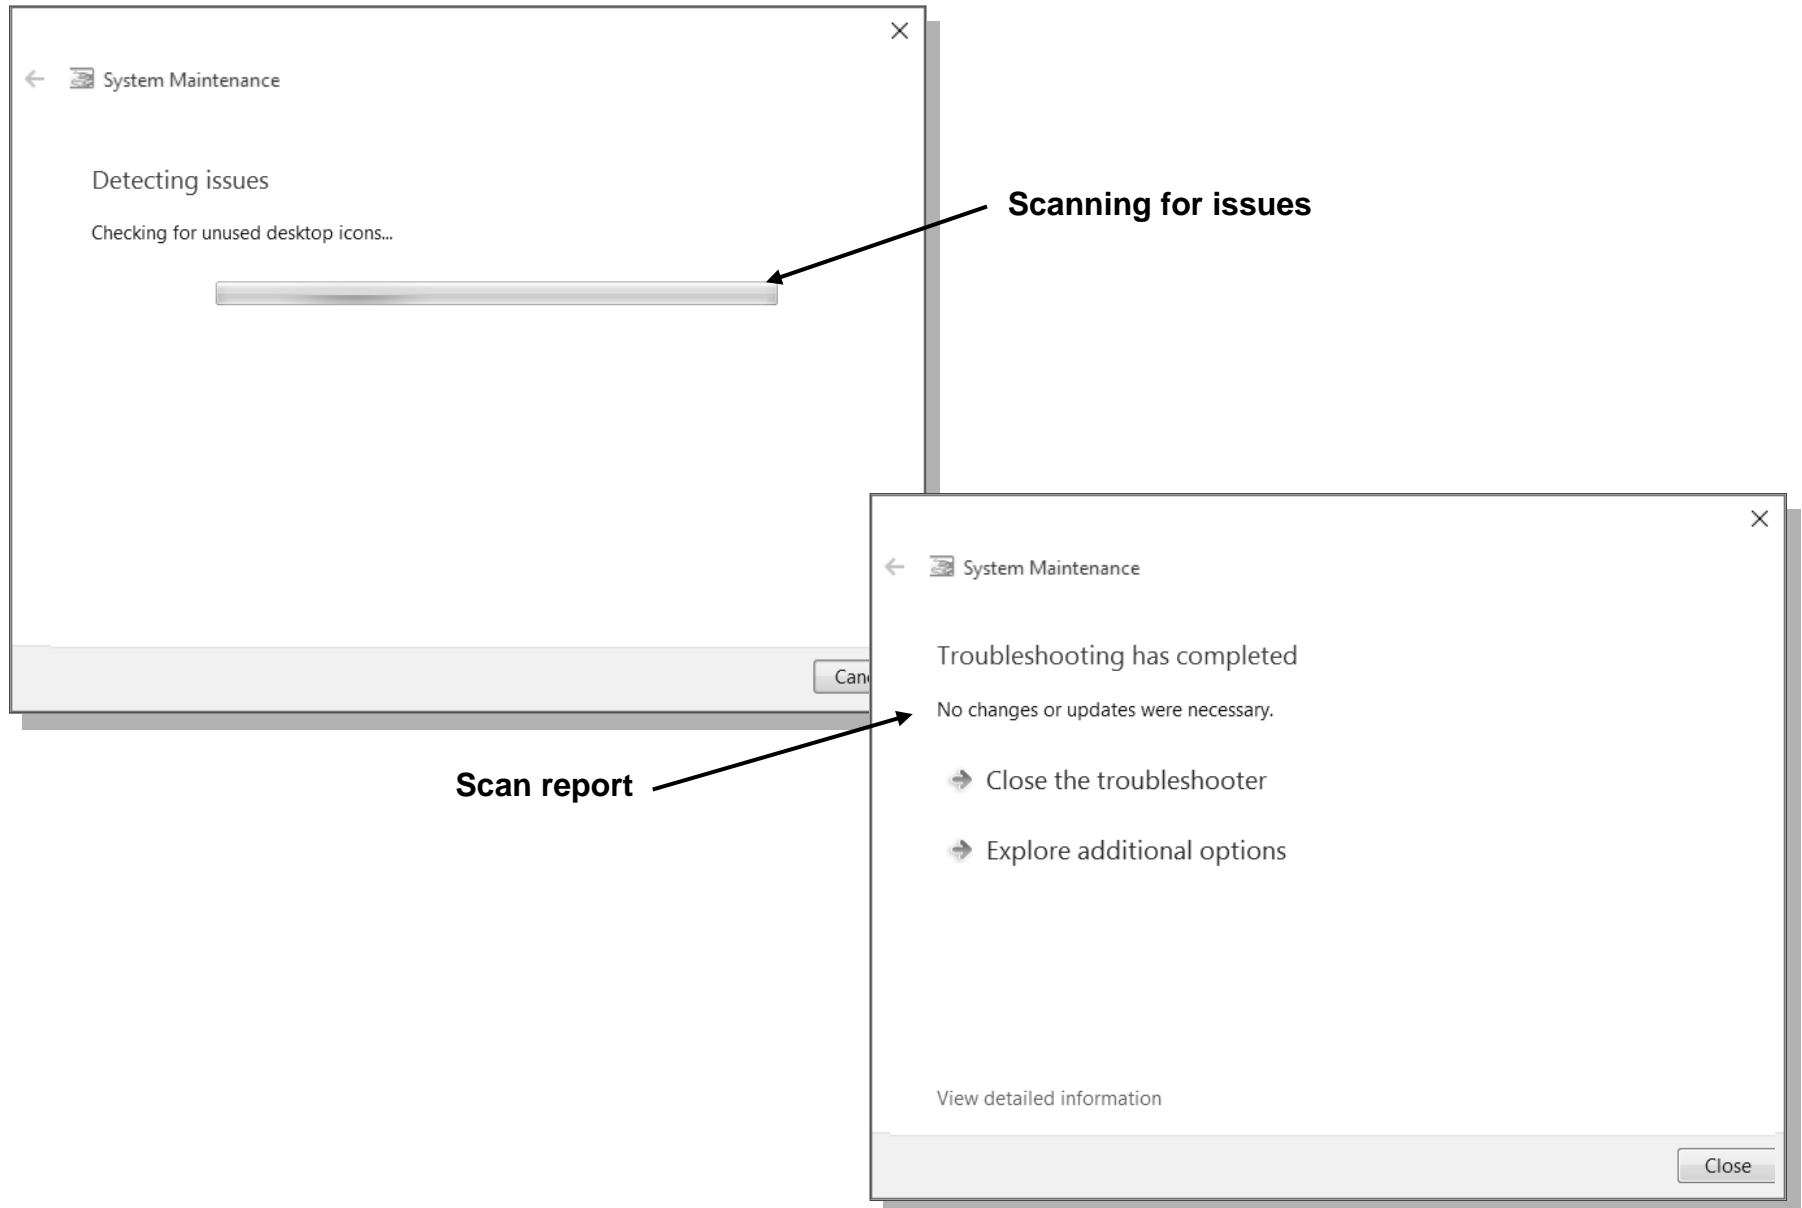 System Maintenance
Detecting issues
Checking for unused desktop icons...
Scanning for issues
Can
System Maintenance
Troubleshooting has completed
No changes or updates were necessary.
Scan report
Close the troubleshooter
Explore additional options
View detailed information
Close